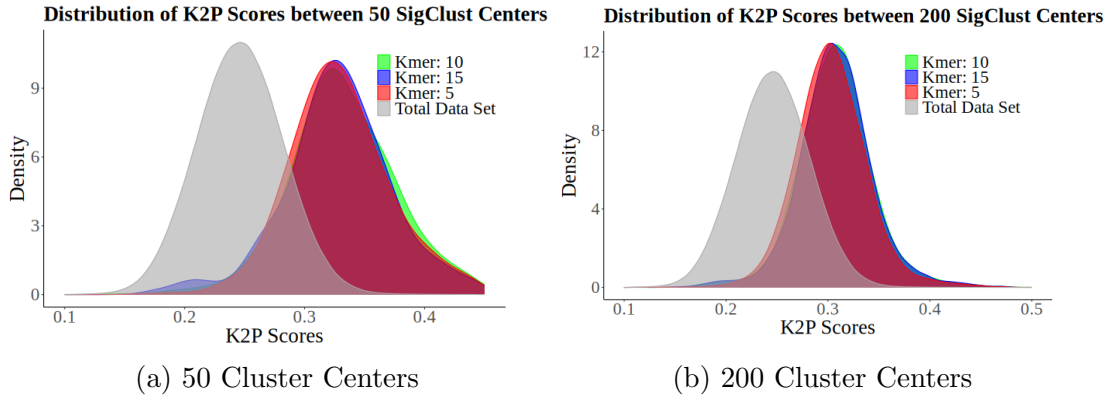 Distribution of K2P Scores between 50 SigClust Centers
Density
9
6
3
0
0.1
0.2
0.3
0.4
K2P Scores
Kmer: 10
Kmer: 15
Kmer: 5
Total Data Set
(a) 50 Cluster Centers
Distribution of K2P Scores between 200 SigClust Centers
Density
12
8
4
0
0.1
0.2
0.3
0.4
0.5
K2P Scores
Kmer: 10
Kmer: 15
Kmer: 5
Total Data Set
(b) 200 Cluster Centers